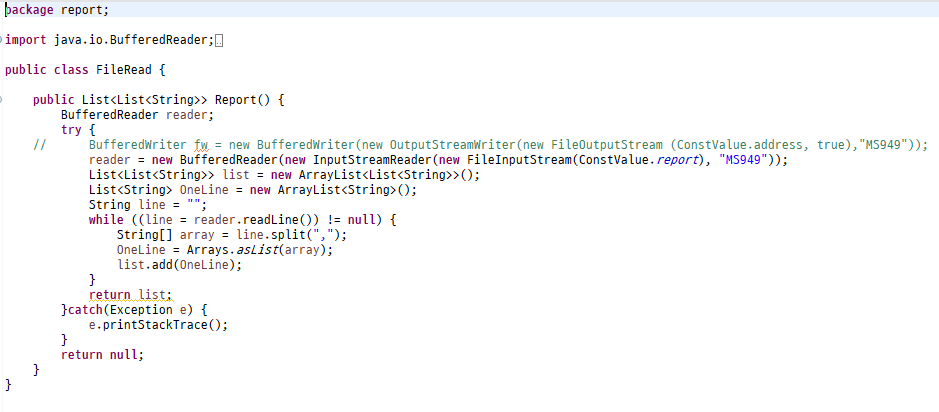 package report;
import java.io.BufferedReader;
public class FileRead {
public List<List<String>> Report() {
BufferedReader reader;
try {
// BufferedWriter fw = new BufferedWriter(new OutputStreamWriter(new FileOutputStream (ConstValue.address, true),"MS949"));
reader = new BufferedReader(new InputStreamReader(new FileInputStream(ConstValue.report), "MS949"));
List<List<String>> list = new ArrayList<List<String>>();
List<String> OneLine = new ArrayList<String>();
String line = "";
while ((line = reader.readLine()) != null) {
String[] array = line.split(",");
OneLine = Arrays.asList(array);
list.add(OneLine);
}
return list;
}catch(Exception e) {
e.printStackTrace();
}
return null;
}
}